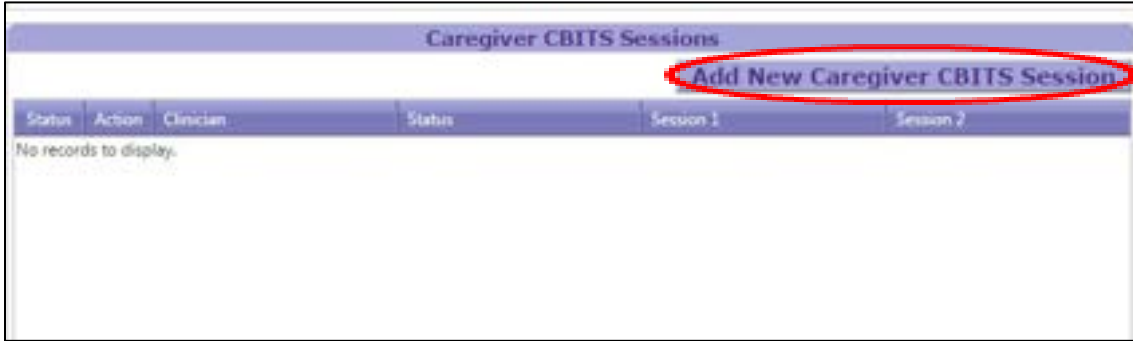 Caregiver CBITS Sessions
Add New Caregiver CBITS Session
Status Action Clinician Status Session 1 Session 2
No records to display.